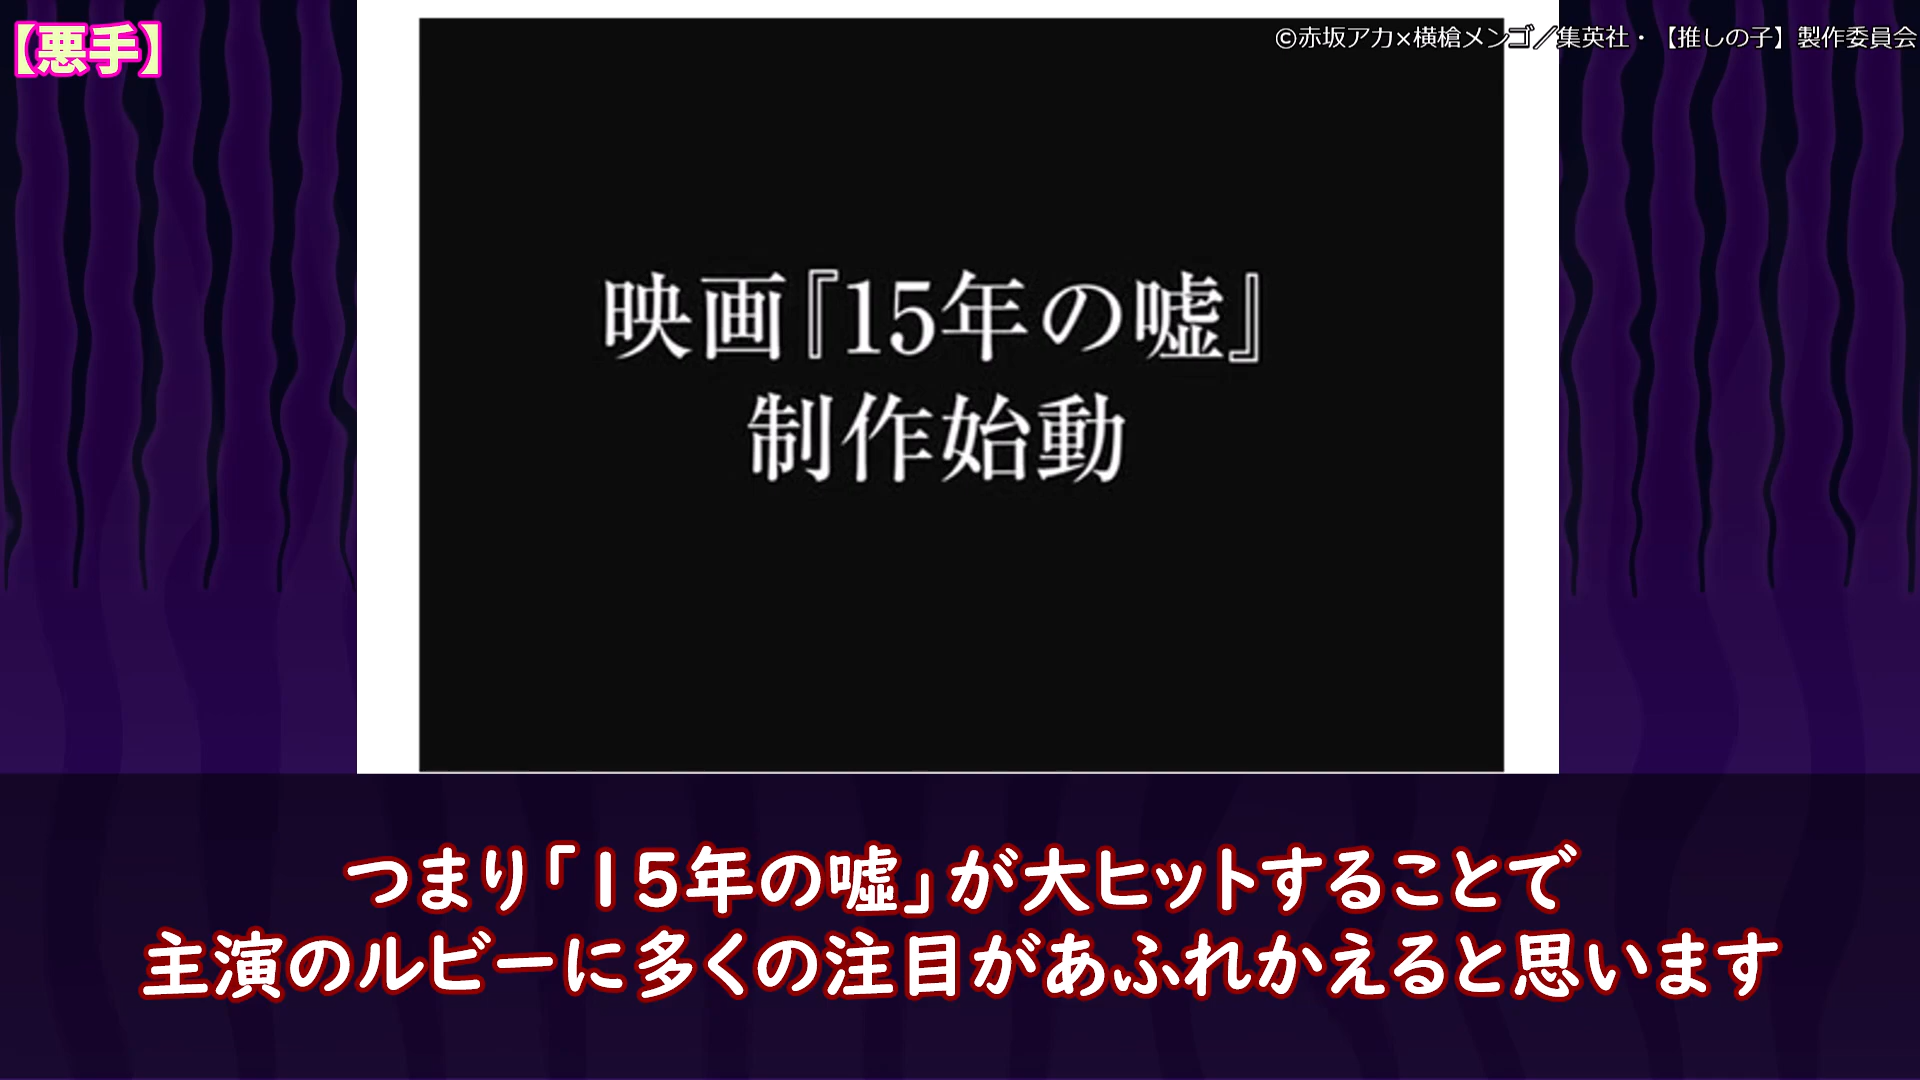 【悪手】
©赤坂アカ×横槍メンゴ／集英社・【推しの子】製作委員会
映画『15年の嘘』
制作始動
つまり「１５年の嘘」が大ヒットすることで
主演のルビーに多くの注目があふれかえると思います